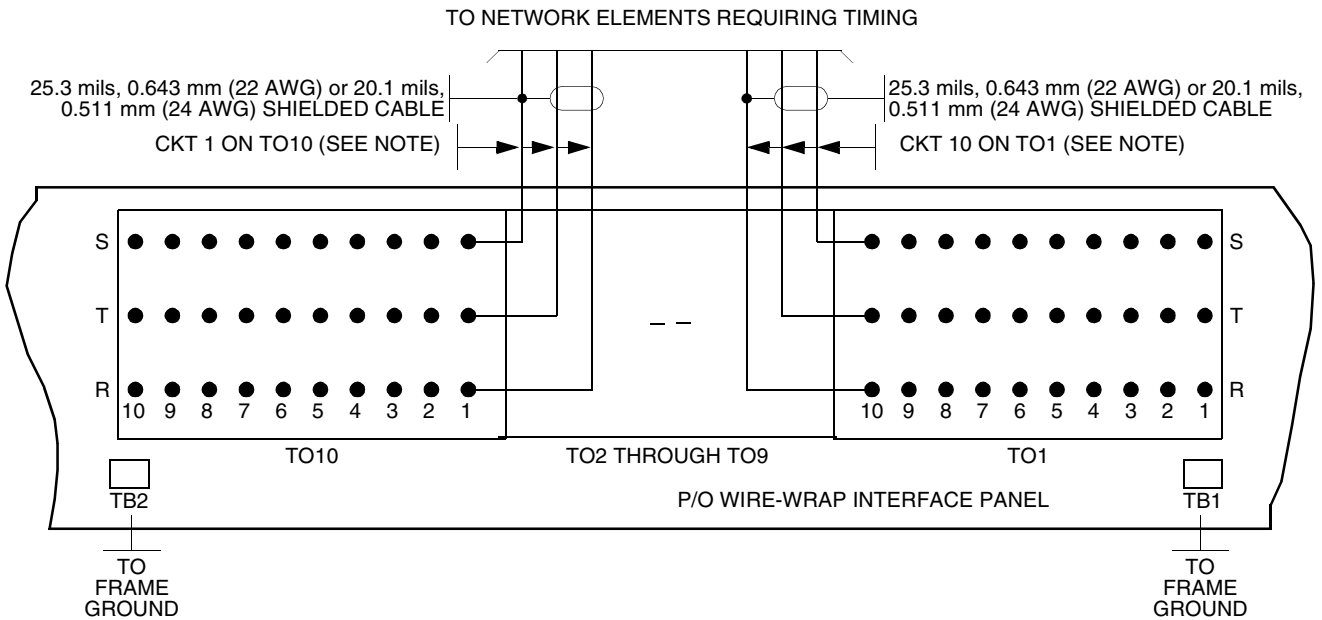 TO NETWORK ELEMENTS REQUIRING TIMING
25.3 mils, 0.643 mm (22 AWG) or 20.1 mils,
0.511 mm (24 AWG) SHIELDED CABLE
25.3 mils, 0.643 mm (22 AWG) or 20.1 mils,
0.511 mm (24 AWG) SHIELDED CABLE
CKT 1 ON TO10 (SEE NOTE)
CKT 10 ON TO1 (SEE NOTE)
S
S
T
T
R
R
10 9 8 7 6 5 4 3 2 1
10 9 8 7 6 5 4 3 2 1
TO10
TO2 THROUGH TO9
TO1
TB2
P/O WIRE-WRAP INTERFACE PANEL
TB1
TO
FRAME
GROUND
TO
FRAME
GROUND